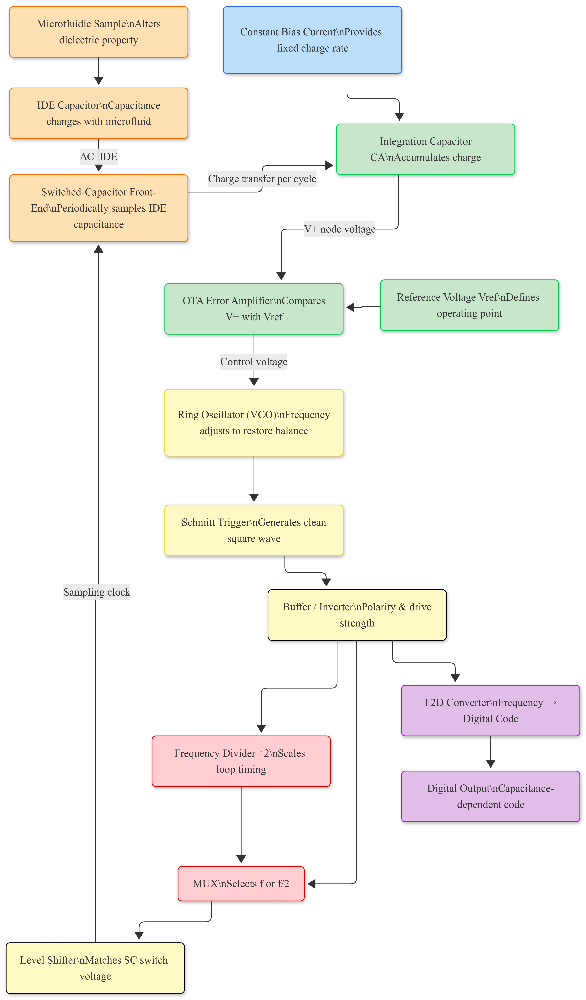 Microfluidic Sample\nAlters
dielectric property
Constant Bias Current\nProvides
fixed charge rate
IDE Capacitor\nCapacitance
changes with microfluid
ΔC_IDE
Integration Capacitor
CA\nAccumulates charge
Switched-Capacitor Front-
End\nPeriodically samples IDE
capacitance
Charge transfer per cycle
V+ node voltage
OTA Error Amplifier\nCompares
V+ with Vref
Reference Voltage Vref\nDefines
operating point
Control voltage
Ring Oscillator (VCO)\nFrequency
adjusts to restore balance
Schmitt Trigger\nGenerates clean
square wave
Sampling clock
Buffer / Inverter\nPolarity & drive
strength
F2D Converter\nFrequency →
Digital Code
Frequency Divider ÷2\nScales
loop timing
Digital Output\nCapacitance-
dependent code
MUX\nSelects f or f/2
Level Shifter\nMatches SC switch
voltage